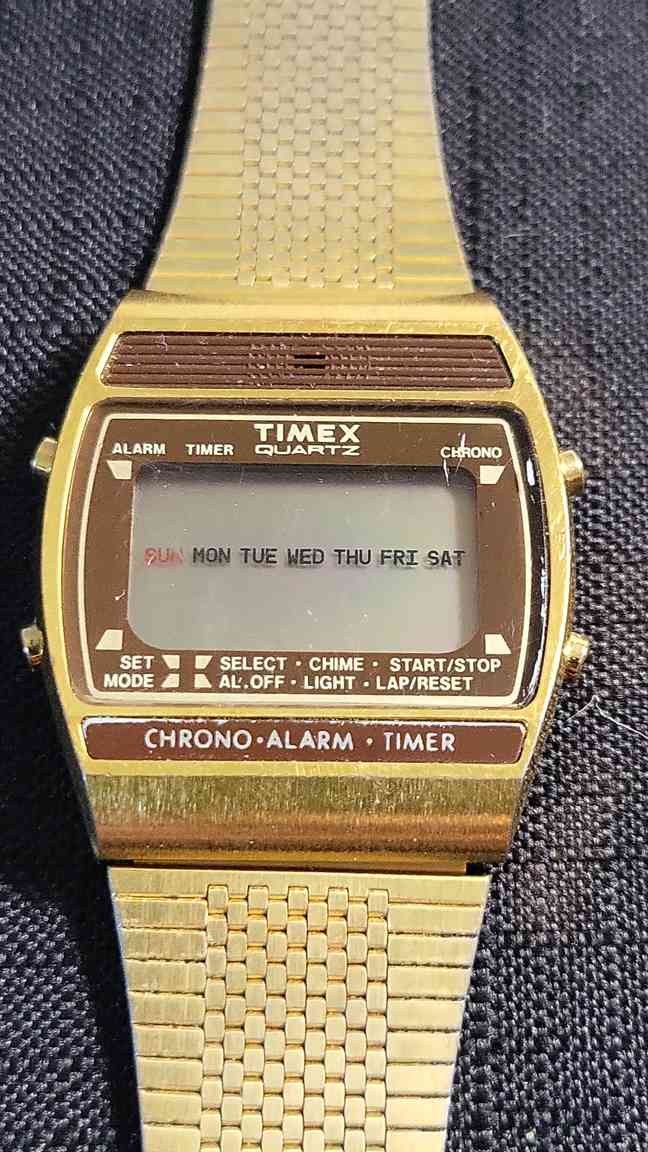 TIMEX
ALARM TIMER QUARTZ CHRONO
SUN MON TUE WED THU FRI SAT
SET SELECT · CHIME · START/STOP
MODE AL.OFF · LIGHT · LAP/RESET
CHRONO·ALARM · TIMER